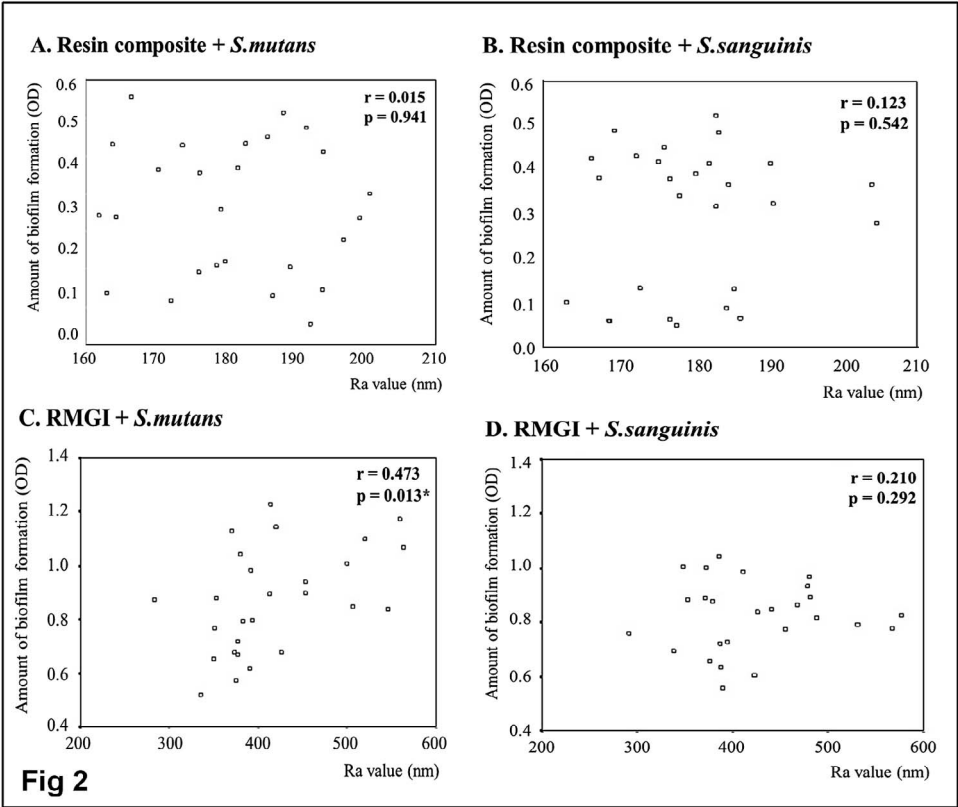 A. Resin composite + S.mutans
Amount of biofilm formation (OD)
0.6
0.5
0.4
0.3
0.2
0.1
0.0
r = 0.015
p = 0.941
160 170 180 190 200 210
Ra value (nm)
B. Resin composite + S.sanguinis
Amount of biofilm formation (OD)
0.6
0.5
0.4
0.3
0.2
0.1
0.0
r = 0.123
p = 0.542
160 170 180 190 200 210
Ra value (nm)
C. RMGI + S.mutans
Amount of biofilm formation (OD)
1.4
1.2
1.0
0.8
0.6
0.4
r = 0.473
p = 0.013*
200 300 400 500 600
Ra value (nm)
D. RMGI + S.sanguinis
Amount of biofilm formation (OD)
1.4
1.2
1.0
0.8
0.6
0.4
r = 0.210
p = 0.292
200 300 400 500 600
Ra value (nm)
Fig 2